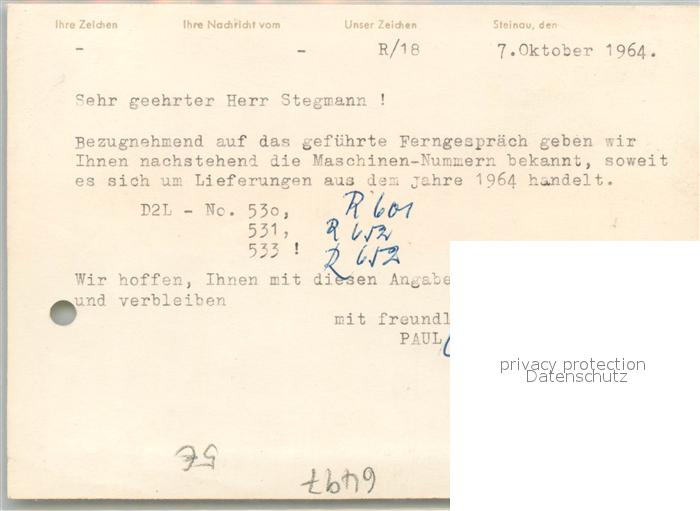 Ihre Zeichen Ihre Nachricht vom Unser Zeichen Steinau, den
- - R/18 7.Oktober 1964.
Sehr geehrter Herr Stegmann !
Bezugnehmend auf das geführte Ferngespräch geben wir
Ihnen nachstehend die Maschinen-Nummern bekannt, soweit
es sich um Lieferungen aus dem Jahre 1964 handelt.
D2L - No. 530, R 601
531, R 652
533 ! R 652
Wir hoffen, Ihnen mit diesen Angabe
und verbleiben
mit freundl
PAUL
privacy protection
Datenschutz
5€
6497